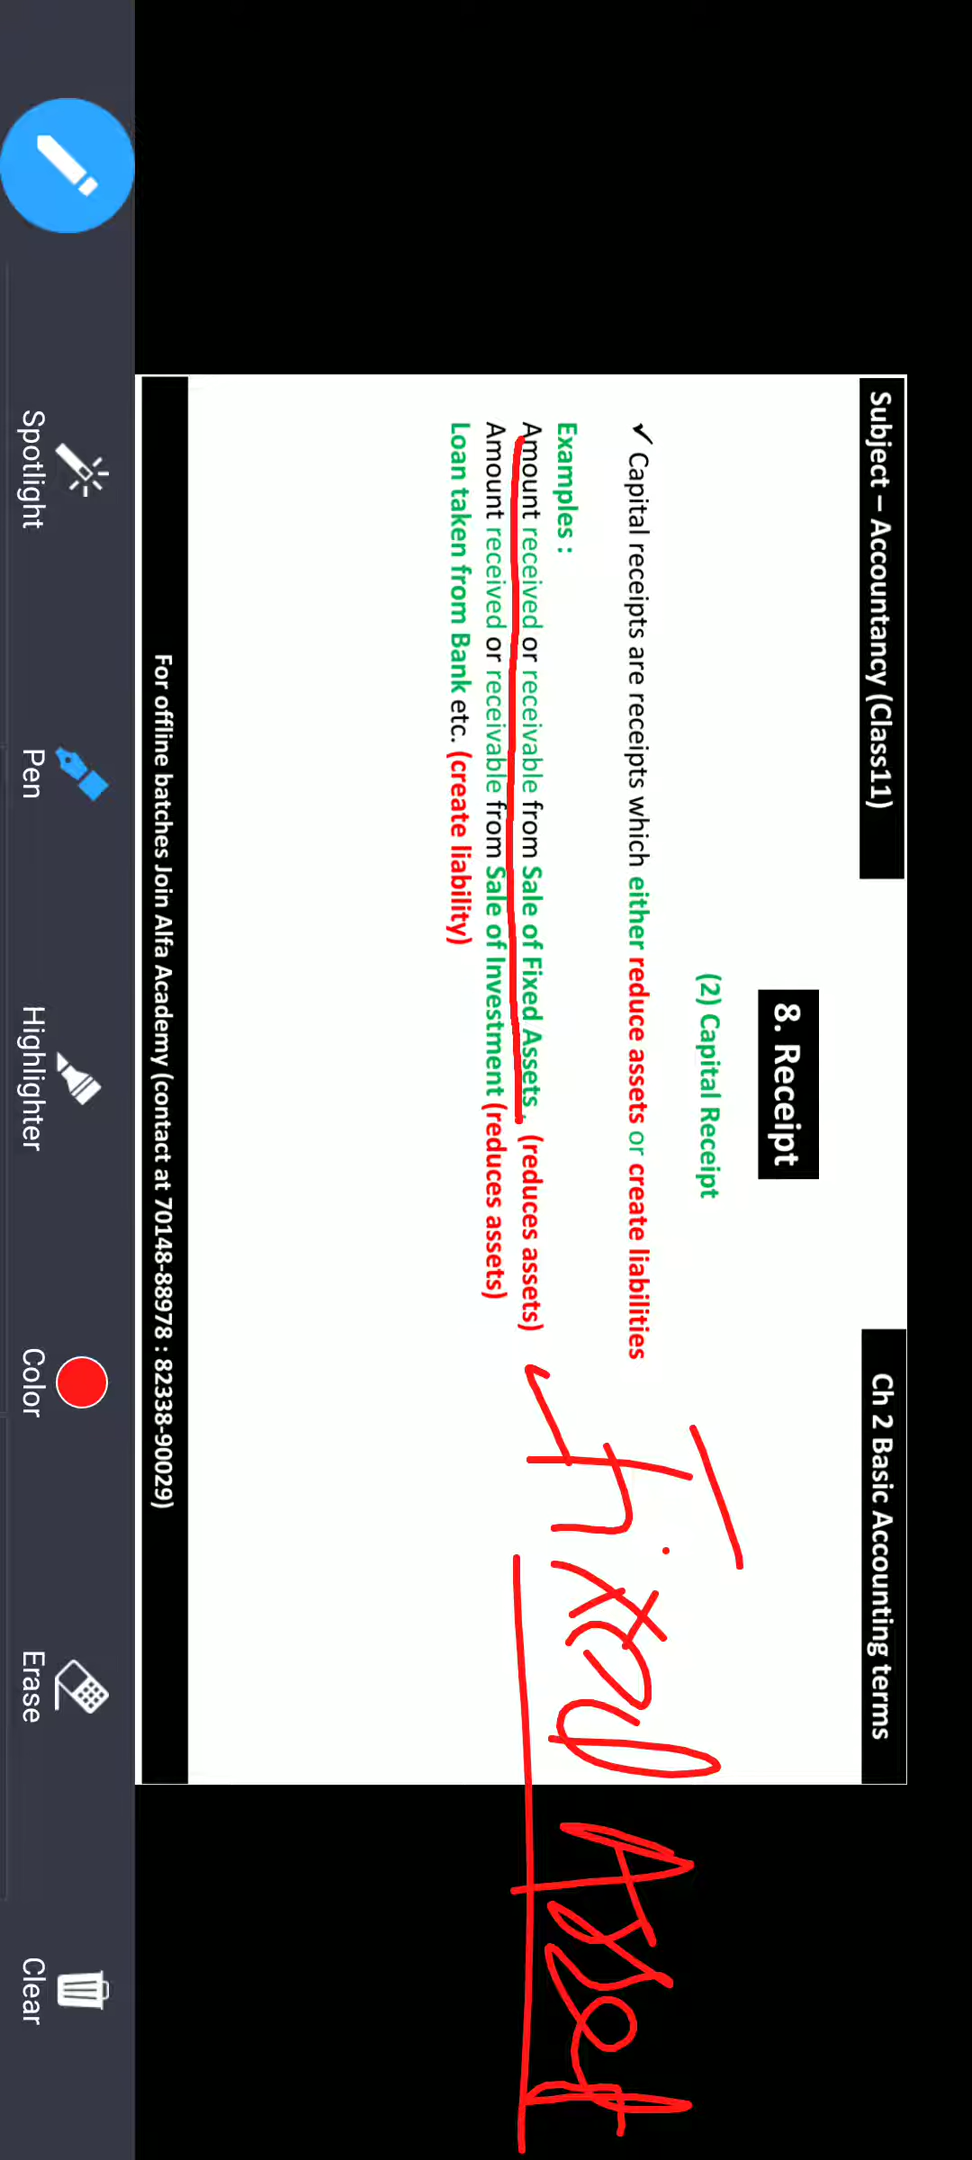 Subject – Accountancy (Class11)
Ch 2 Basic Accounting terms
8. Receipt
(2) Capital Receipt
✓ Capital receipts are receipts which either reduce assets or create liabilities
Examples :
Amount received or receivable from Sale of Fixed Assets, (reduces assets)
Amount received or receivable from Sale of Investment (reduces assets)
Loan taken from Bank etc. (create liability)
Fixed Asset
For offline batches Join Alfa Academy (contact at 70148-88978 : 82338-90029)
Spotlight
Pen
Highlighter
Color
Erase
Clear